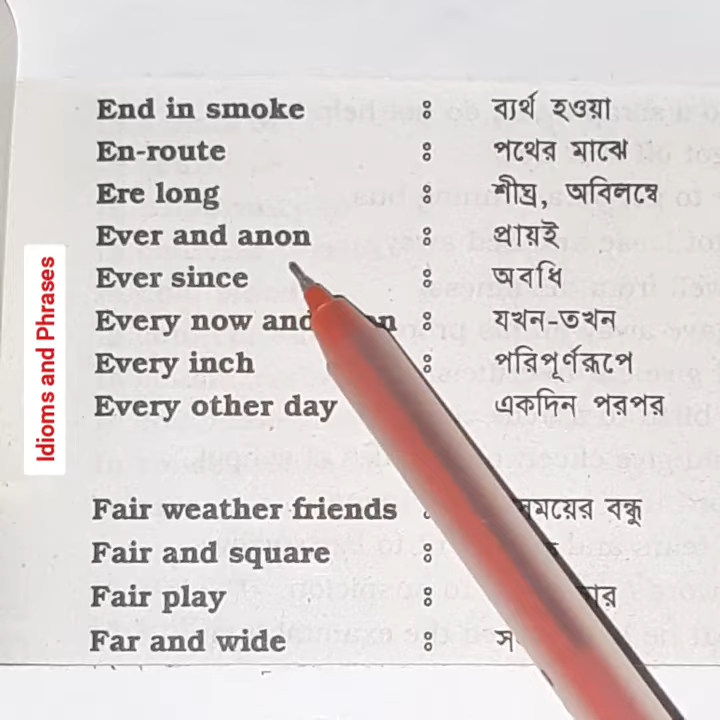 Idioms and Phrases
End in smoke : ব্যর্থ হওয়া
En-route : পথের মাঝে
Ere long : শীঘ্র, অবিলম্বে
Ever and anon : প্রায়ই
Ever since : অবধি
Every now and : যখন-তখন
Every inch : পরিপূর্ণরূপে
Every other day একদিন পরপর
Fair weather friends : সময়ের বন্ধু
Fair and square :
Fair play :
Far and wide :